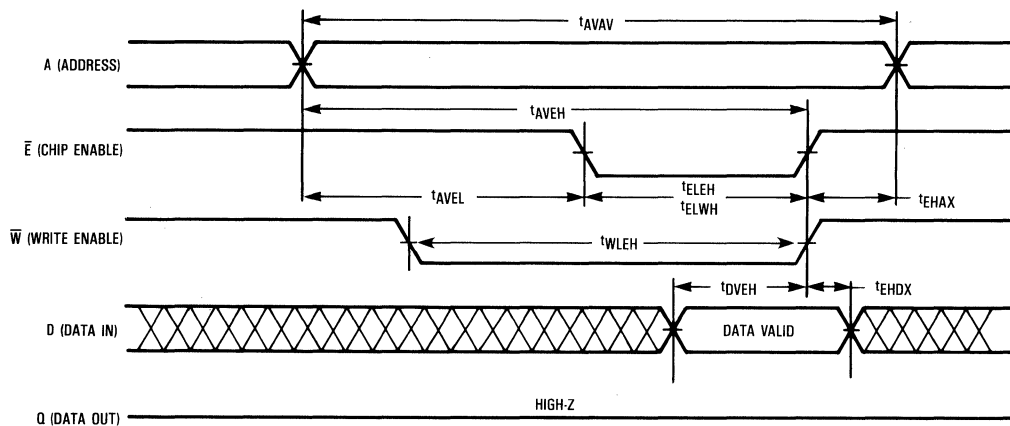 tAVAV
A (ADDRESS)
tAVEH
E̅ (CHIP ENABLE)
tAVEL
tELEH
tELWH
tEHAX
W̅ (WRITE ENABLE)
tWLEH
tDVEH
tEHDX
D (DATA IN)
DATA VALID
HIGH-Z
Q (DATA OUT)